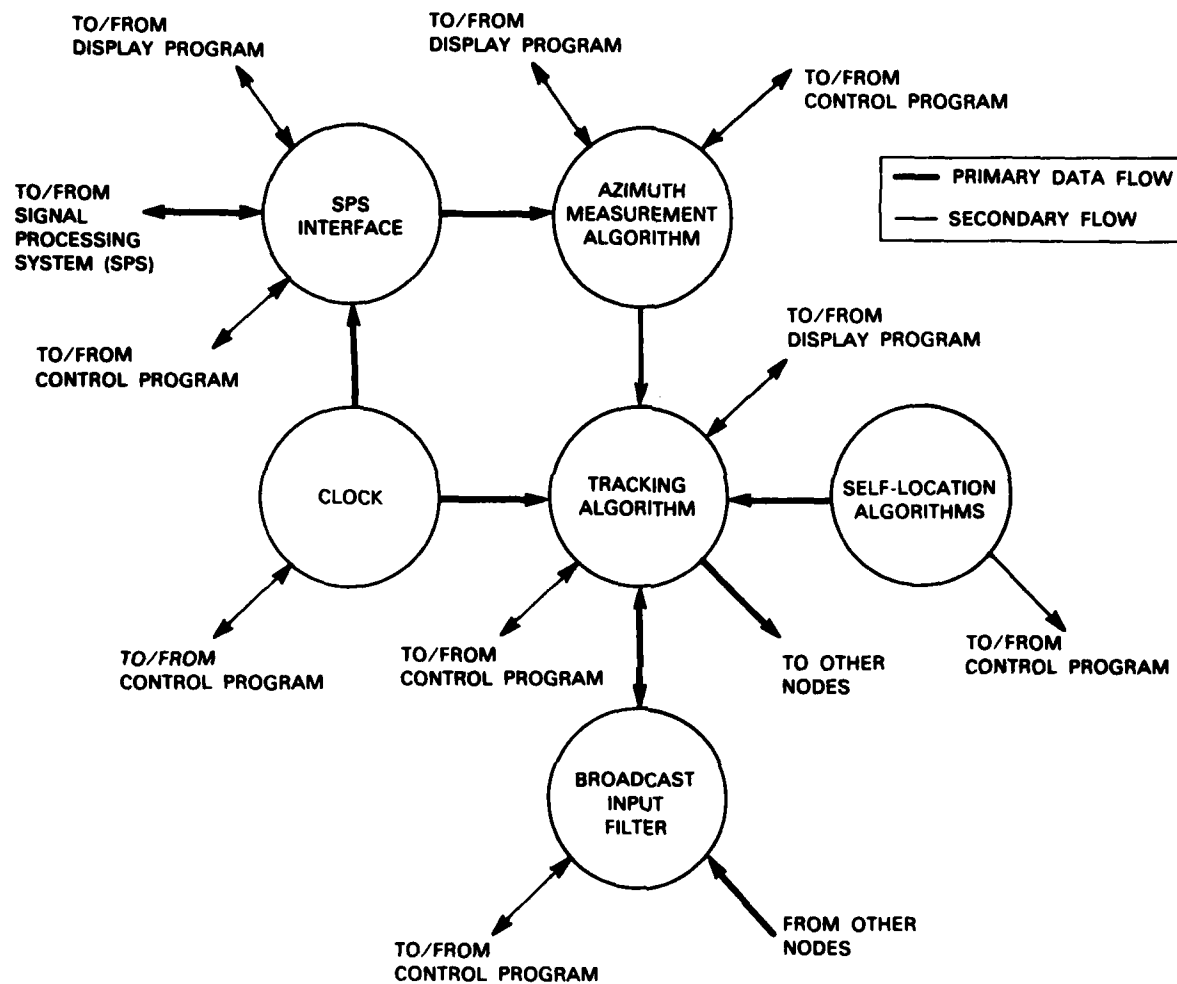 TO/FROM
DISPLAY PROGRAM
TO/FROM
DISPLAY PROGRAM
TO/FROM
CONTROL PROGRAM
TO/FROM
SIGNAL
PROCESSING
SYSTEM (SPS)
SPS
INTERFACE
AZIMUTH
MEASUREMENT
ALGORITHM
PRIMARY DATA FLOW
SECONDARY FLOW
TO/FROM
CONTROL PROGRAM
TO/FROM
DISPLAY PROGRAM
CLOCK
TRACKING
ALGORITHM
SELF-LOCATION
ALGORITHMS
TO/FROM
CONTROL PROGRAM
TO/FROM
CONTROL PROGRAM
TO OTHER
NODES
TO/FROM
CONTROL PROGRAM
BROADCAST
INPUT
FILTER
TO/FROM
CONTROL PROGRAM
FROM OTHER
NODES